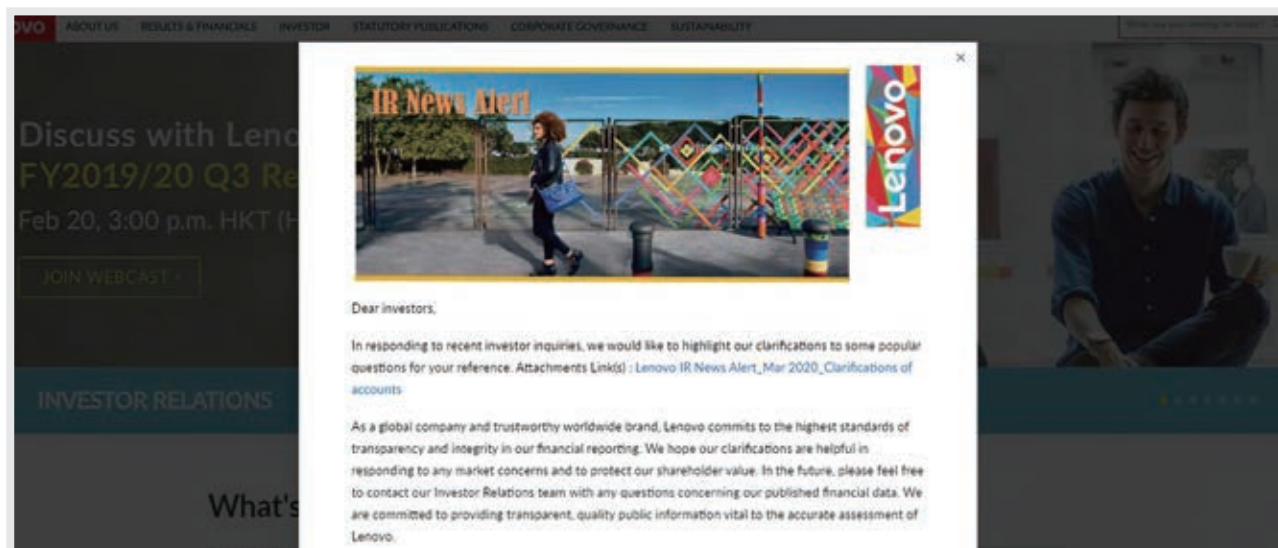 OVO ABOUT US RESULTS & FINANCIALS INVESTOR STATUTORY PUBLICATIONS CORPORATE GOVERNANCE SUSTAINABILITY
×
IR News Alert
Lenovo
Discuss with Leno
FY2019/20 Q3 Re
Feb 20, 3:00 p.m. HKT (H
JOIN WEBCAST
Dear investors,
In responding to recent investor inquiries, we would like to highlight our clarifications to some popular
questions for your reference. Attachments Link(s) : Lenovo IR News Alert_Mar 2020_Clarifications of
accounts
INVESTOR RELATIONS
As a global company and trustworthy worldwide brand, Lenovo commits to the highest standards of
transparency and integrity in our financial reporting. We hope our clarifications are helpful in
responding to any market concerns and to protect our shareholder value. In the future, please feel free
to contact our Investor Relations team with any questions concerning our published financial data. We
are committed to providing transparent, quality public information vital to the accurate assessment of
Lenovo.
What's